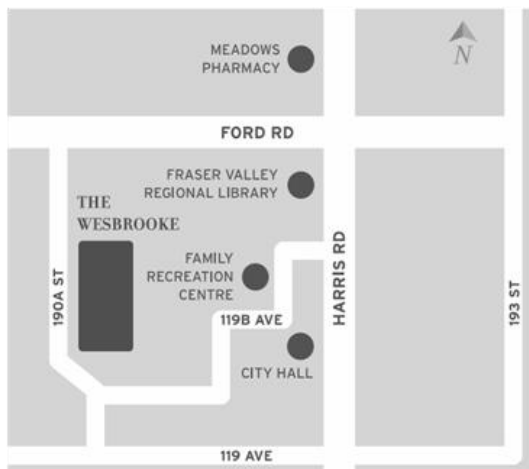 MEADOWS
PHARMACY
N
FORD RD
FRASER VALLEY
REGIONAL LIBRARY
THE
WESBROOKE
FAMILY
RECREATION
CENTRE
HARRIS RD
190A ST
193 ST
119B AVE
CITY HALL
119 AVE